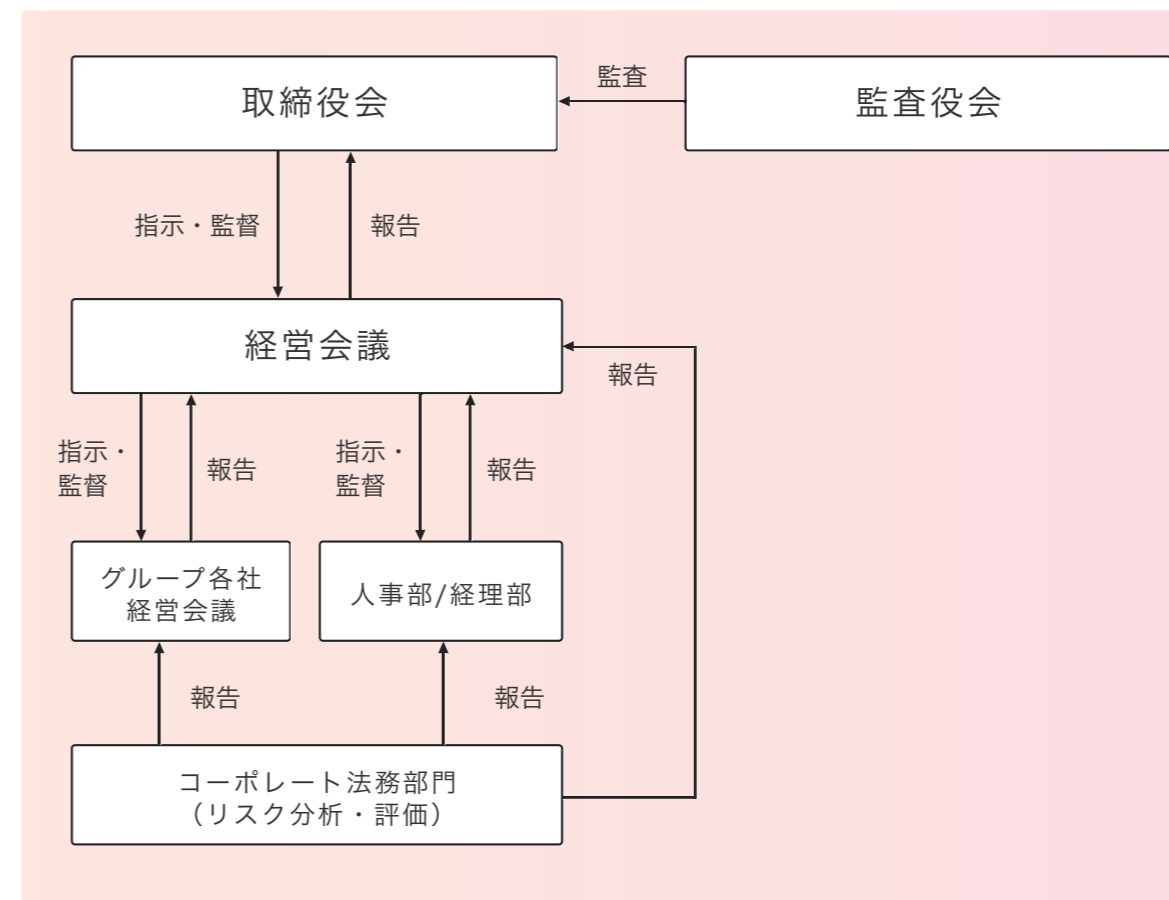 取締役会
監査
監査役会
指示・監督
報告
経営会議
報告
指示・
監督
報告
指示・
監督
報告
グループ各社
経営会議
人事部/経理部
報告
報告
コーポレート法務部門
（リスク分析・評価）